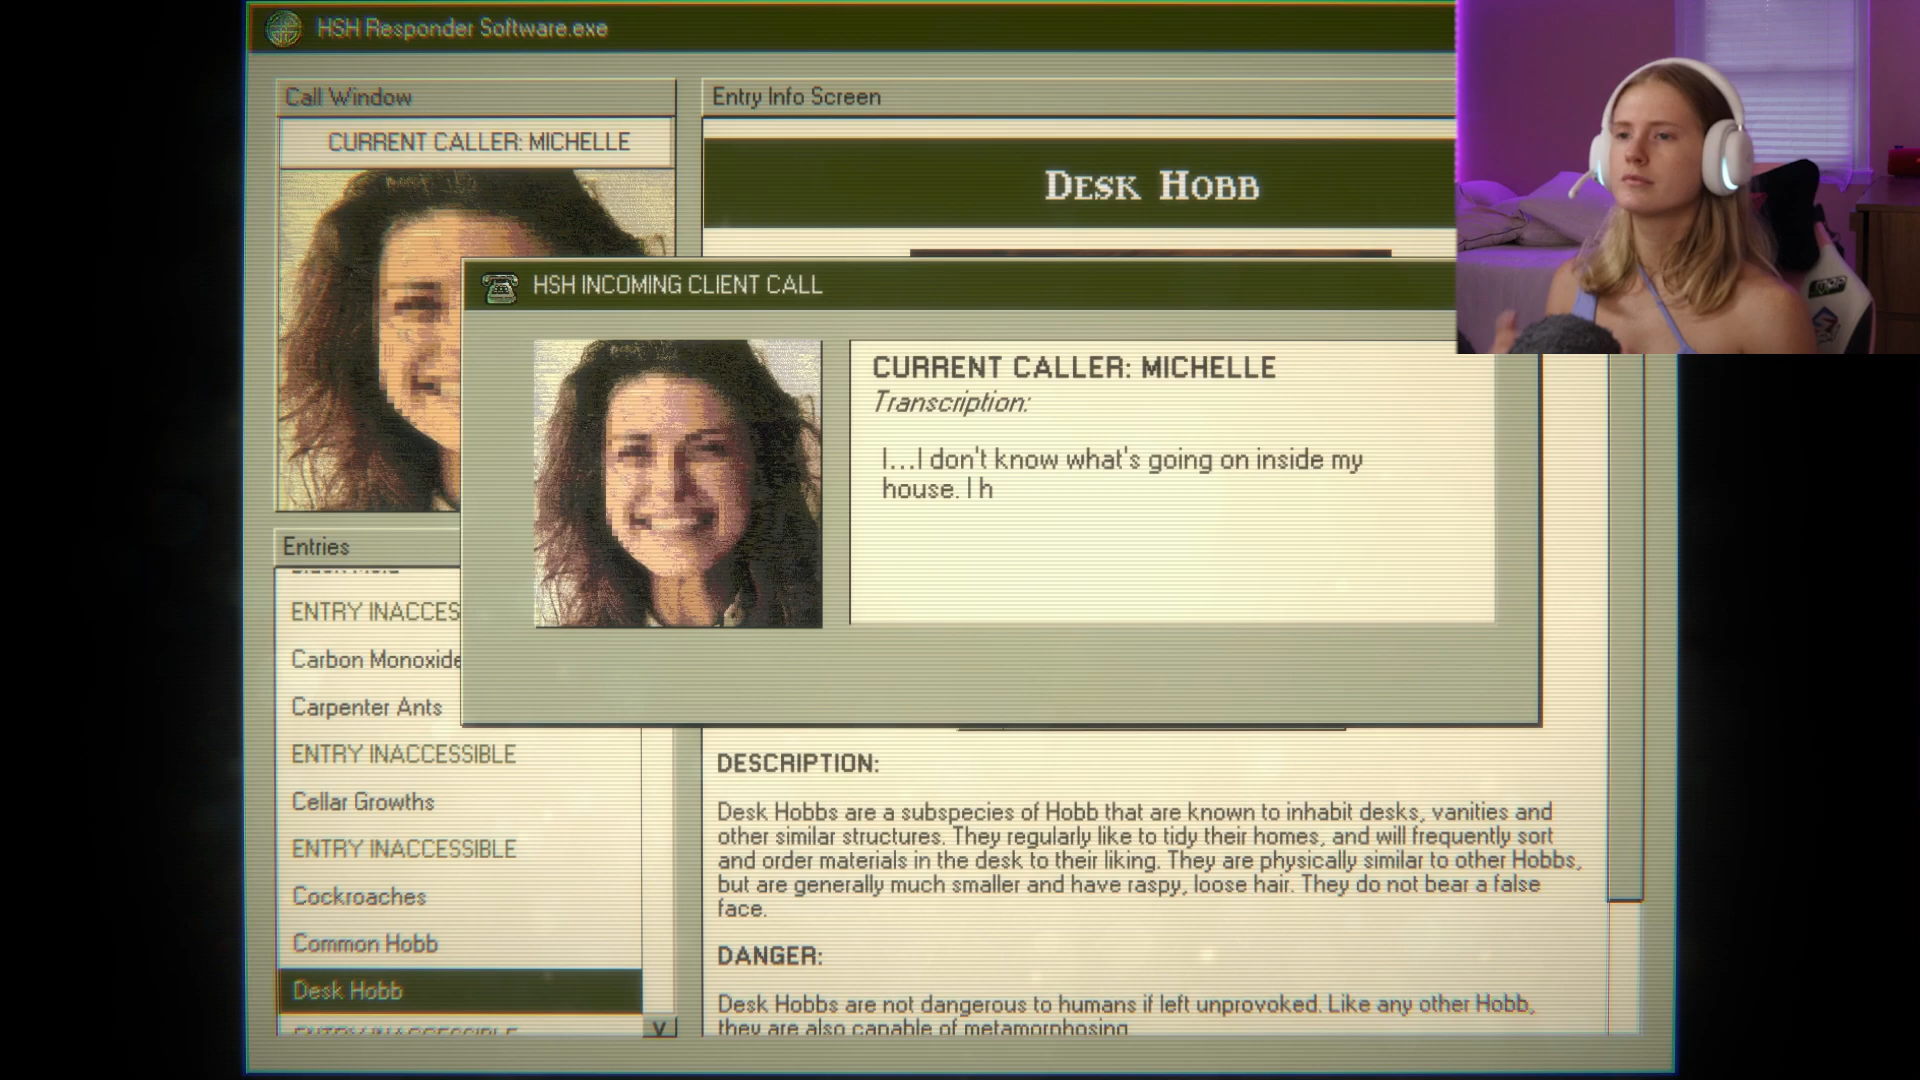 HSH Responder Software.exe
Call Window
CURRENT CALLER: MICHELLE
Entry Info Screen
DESK HOBB
HSH INCOMING CLIENT CALL
CURRENT CALLER: MICHELLE
Transcription:
I...I don't know what's going on inside my
house. I h
Entries
ENTRY INACCES
Carbon Monoxide
Carpenter Ants
ENTRY INACCESSIBLE
Cellar Growths
ENTRY INACCESSIBLE
Cockroaches
Common Hobb
Desk Hobb
ENTRY INACCESSIBLE
V
DESCRIPTION:
Desk Hobbs are a subspecies of Hobb that are known to inhabit desks, vanities and
other similar structures. They regularly like to tidy their homes, and will frequently sort
and order materials in the desk to their liking. They are physically similar to other Hobbs,
but are generally much smaller and have raspy, loose hair. They do not bear a false
face.
DANGER:
Desk Hobbs are not dangerous to humans if left unprovoked. Like any other Hobb,
they are also capable of metamorphosing